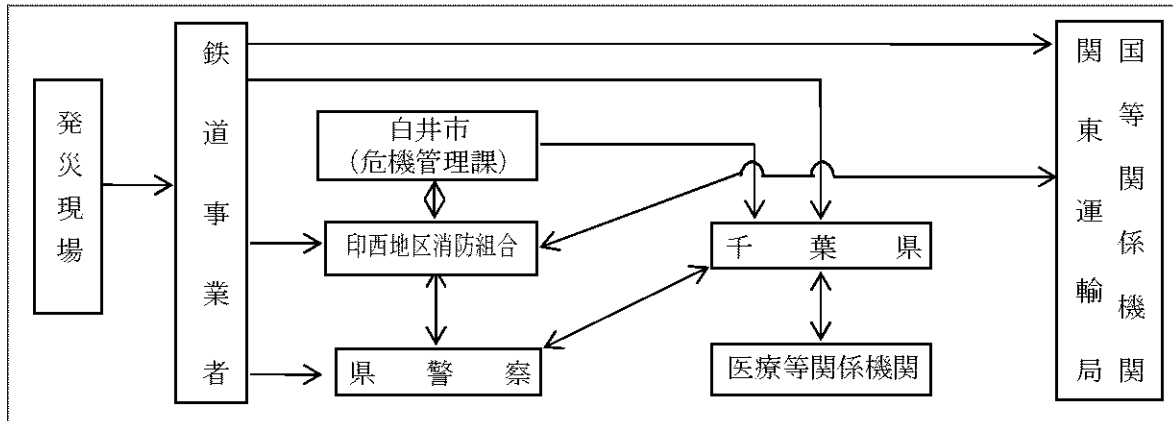 発災現場
鉄道事業者
白井市
(危機管理課)
印西地区消防組合
県警察
千葉県
医療等関係機関
国等関係機関
関東運輸局